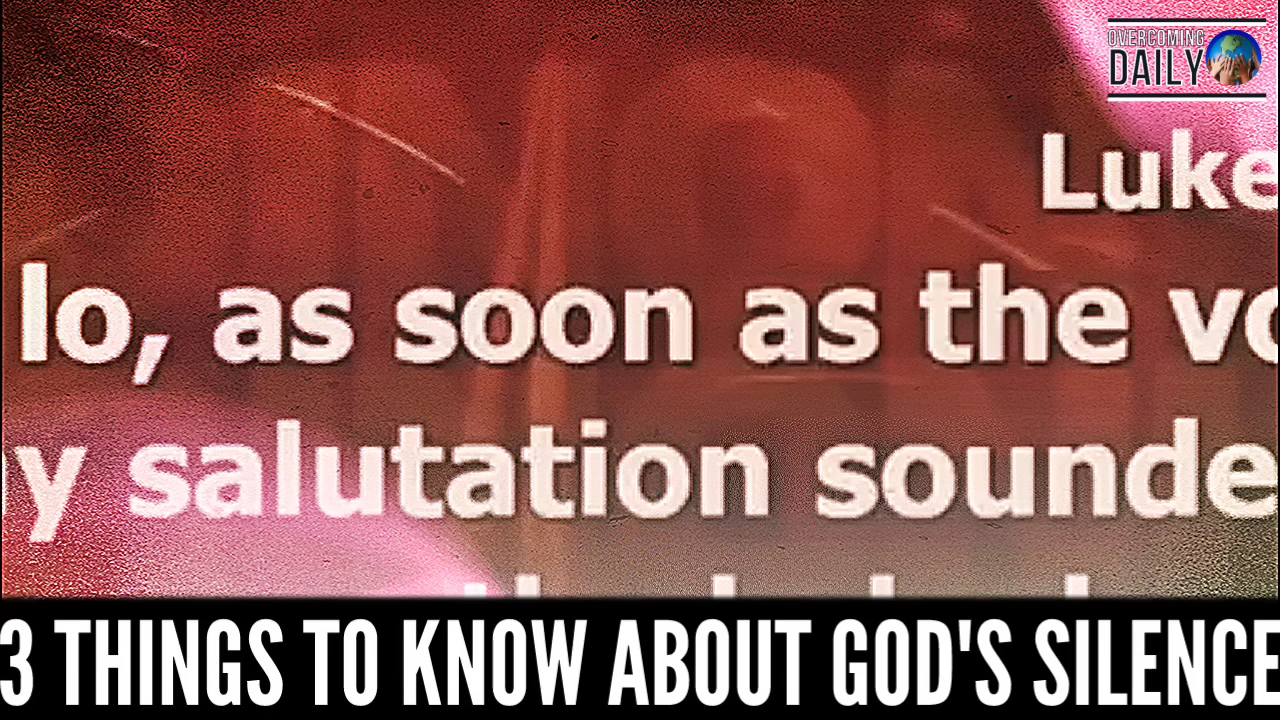 OVERCOMING
DAILY
Luke
lo, as soon as the vo
y salutation sounde
3 THINGS TO KNOW ABOUT GOD'S SILENCE